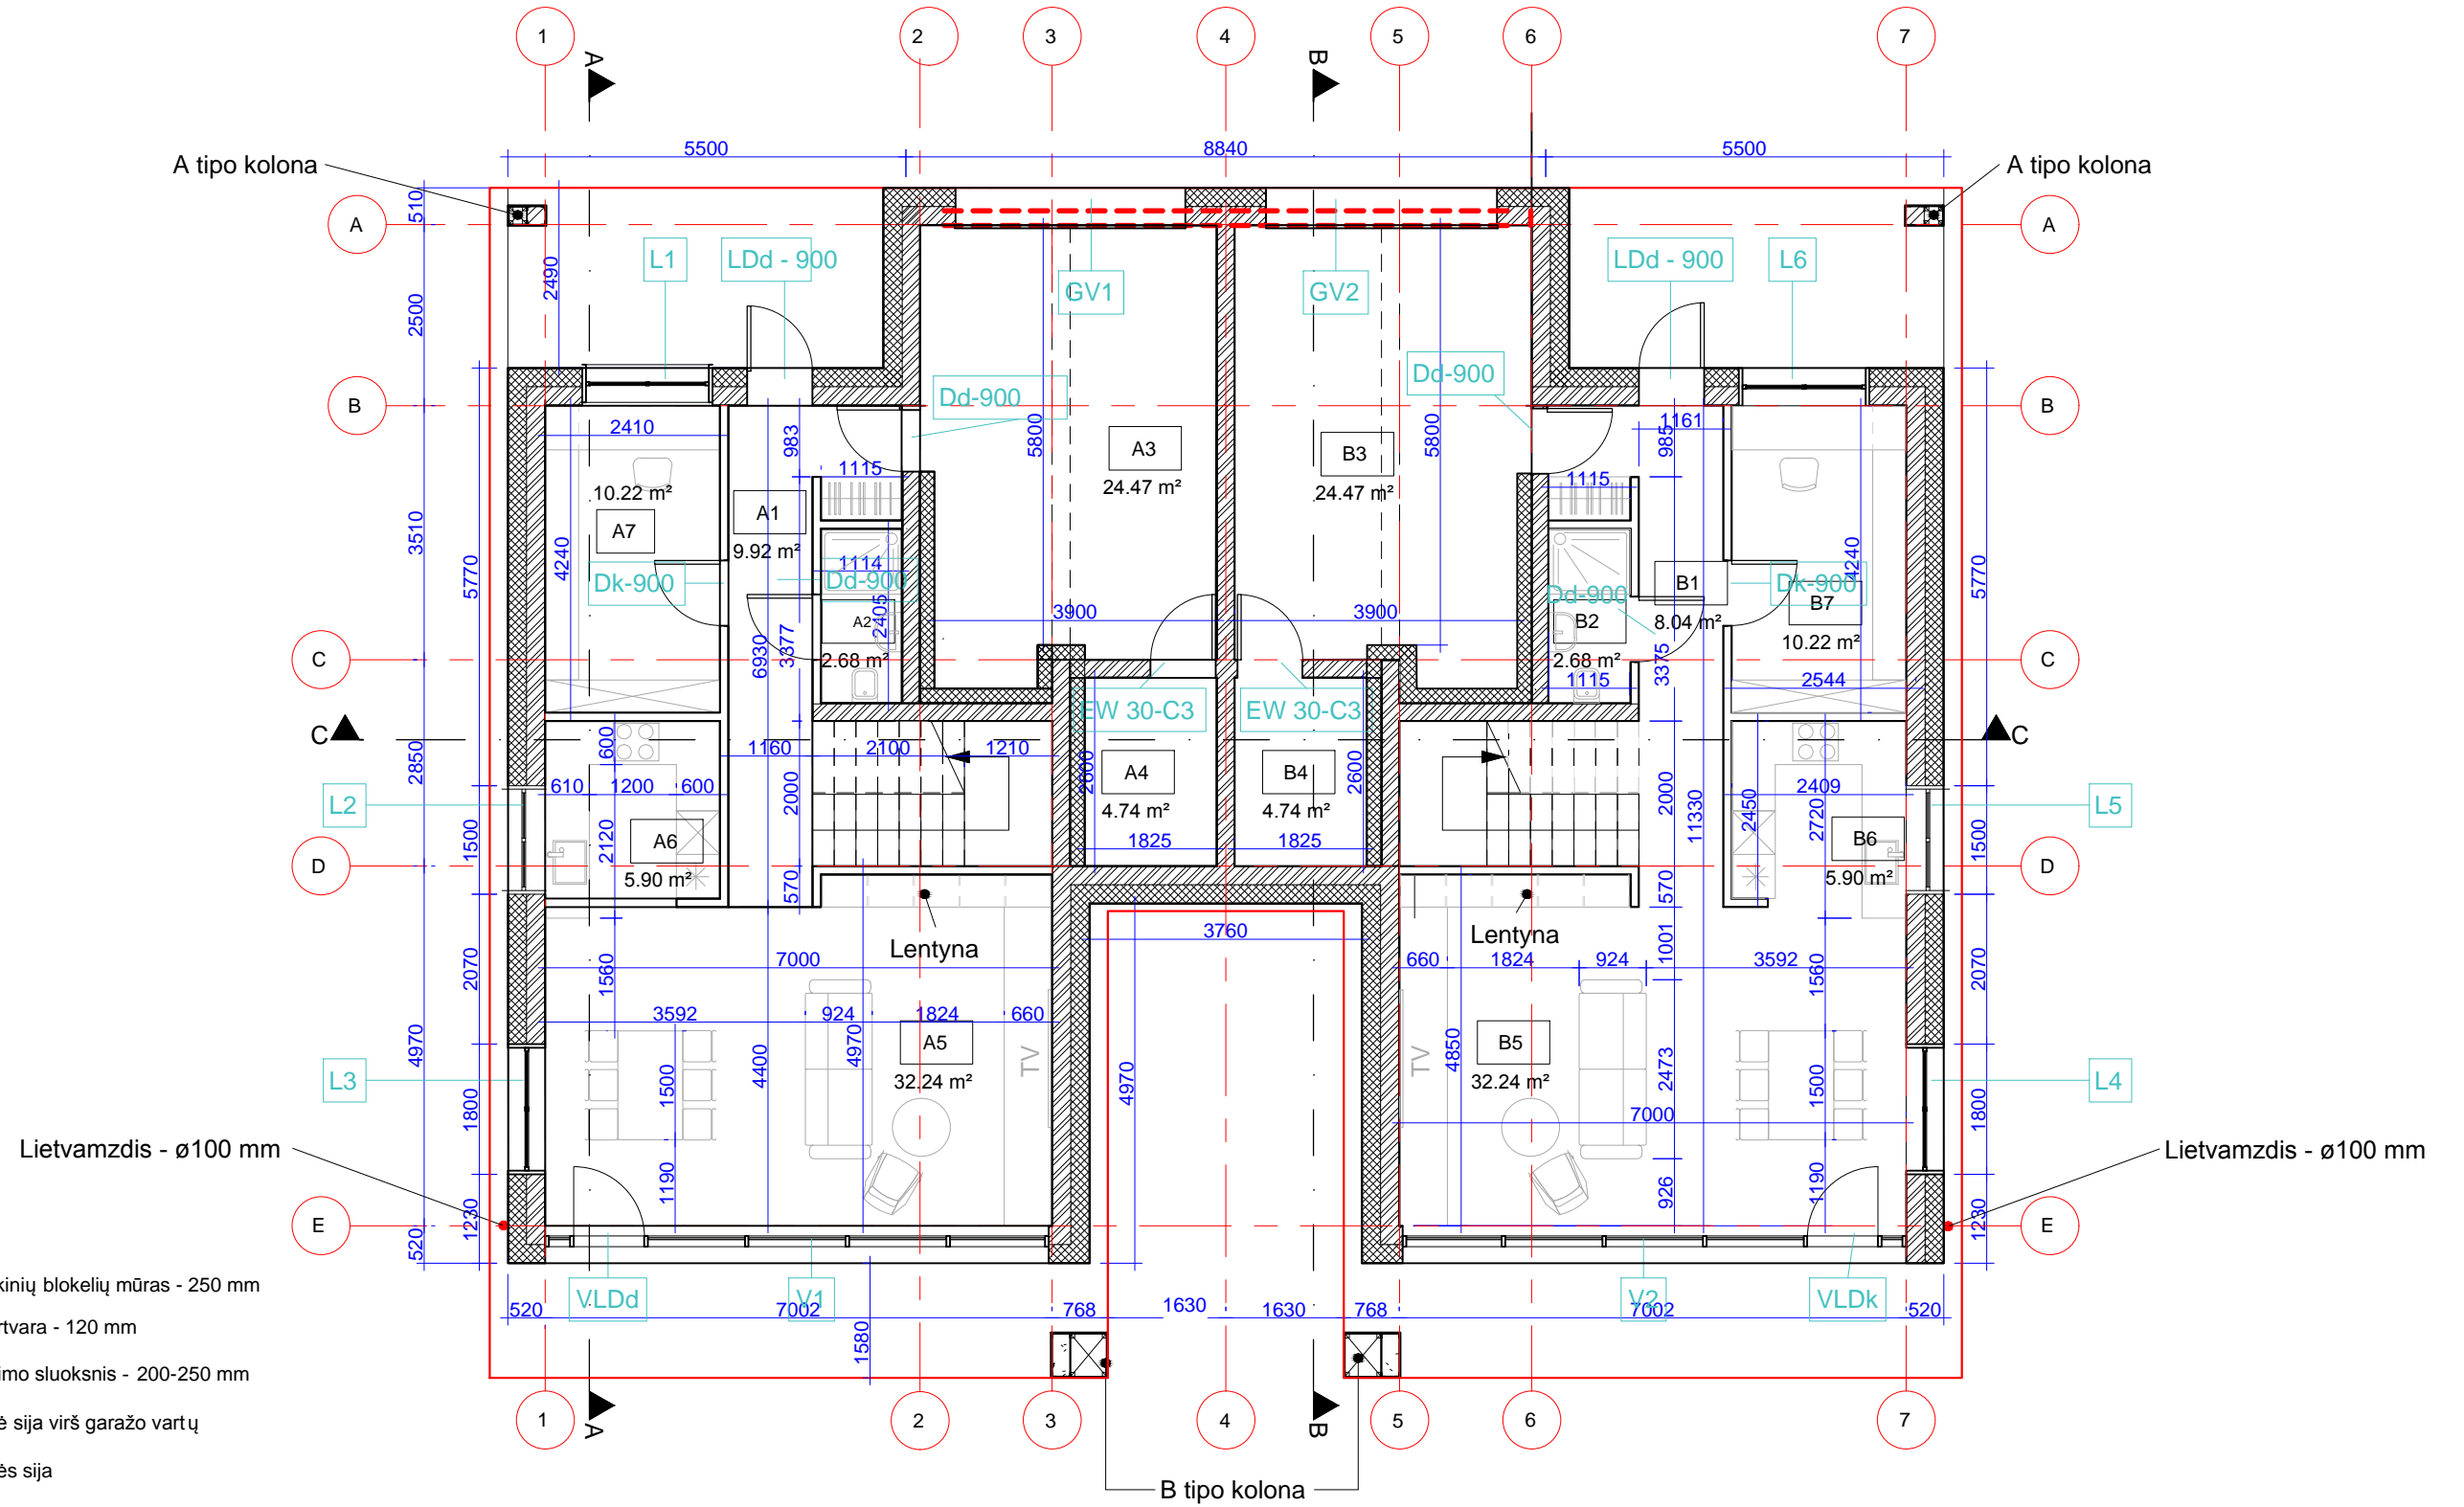 1 2 3 4 5 6 7
A B
5500 8840 5500
A tipo kolona A tipo kolona
510
A A
L1 LDd - 900 LDd - 900 L6
2490
2500
GV1 GV2
Dd-900
Dd-900
B B
2410 983 5800 5800 985 1161
A3 B3
1115 24.47 m² 24.47 m² 1115
10.22 m²
A1
A7
9.92 m²
3510 4240 4240
5770 1114 5770
Dk-900 Dd-900 B1 Dk-900
Dd-900
B7
2405 3900 3900
A2 B2 8.04 m²
10.22 m²
C C
6930 3377 2.68 m² 2.68 m² 3375
1115 2544
EW 30-C3 EW 30-C3
C C
600 1160 2100 1210
2850 2600 A4 B4 2600
610 1200 600 2000 2000 2409
L2 L5
4.74 m² 4.74 m² 11330 2450 2720
1500 2120 A6 1825 1825 B6 1500
D D
5.90 m² 570 570 5.90 m²
Lentyna 3760 Lentyna
2070 1560 7000 660 1824 924 1001 3592 1560 2070
3592 924 1824 660
A5 B5
4970 4400 4970 TV TV 4850 2473
L3 32.24 m² 4970 32.24 m² L4
1500 1500
1800 7000 1800
Lietvamzdis - ø100 mm Lietvamzdis - ø100 mm
1190 926 1190
E E
520 1230 1230
kinių blokelių mūras - 250 mm
VLDd V1 V2 VLDk
520 7002 768 1630 1630 768 7002 520
rtvara - 120 mm
1580
imo sluoksnis - 200-250 mm
ė sija virš garažo vartų
1 2 3 4 5 6 7
A B
ės sija
B tipo kolona